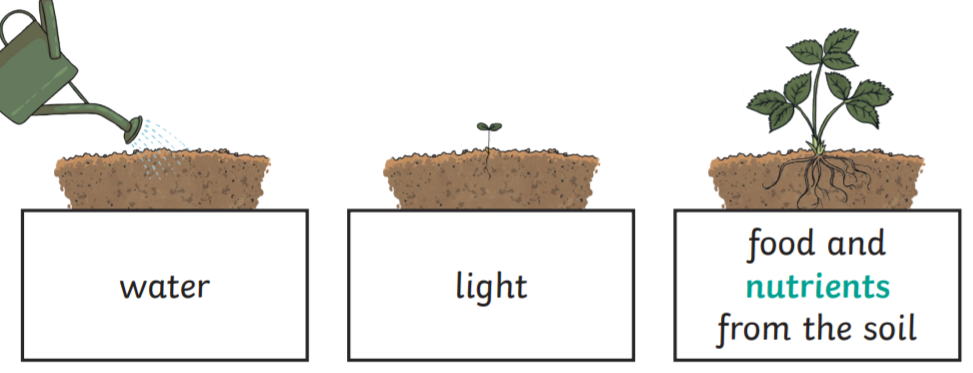 water
light
food and
nutrients
from the soil